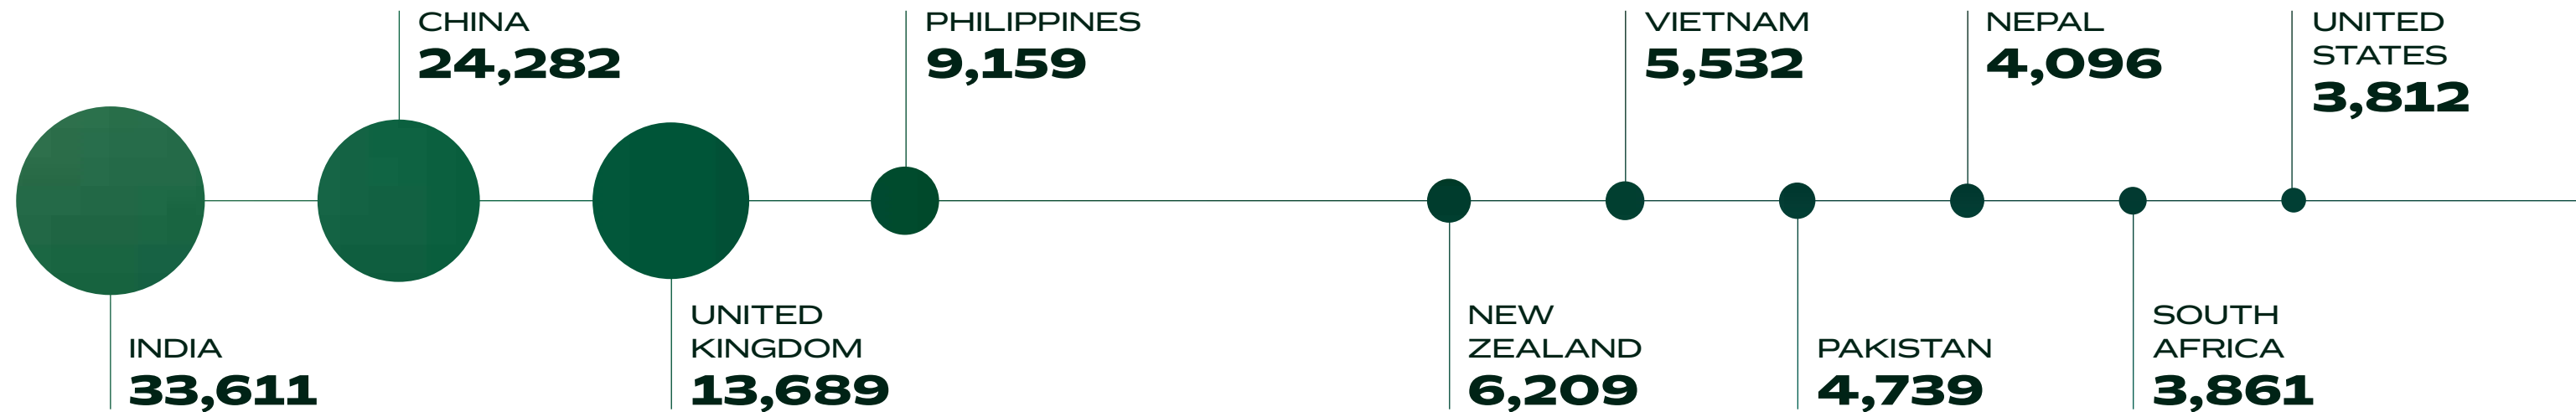 CHINA
24,282
PHILIPPINES
9,159
VIETNAM
5,532
NEPAL
4,096
UNITED
STATES
3,812
INDIA
33,611
UNITED
KINGDOM
13,689
NEW
ZEALAND
6,209
PAKISTAN
4,739
SOUTH
AFRICA
3,861